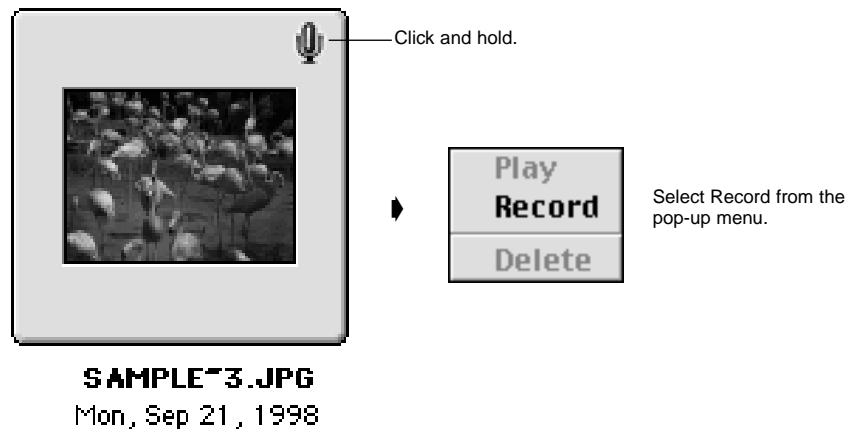 Click and hold.
Play
Record
Delete
Select Record from the
pop-up menu.
SAMPLE~3.JPG
Mon, Sep 21, 1998